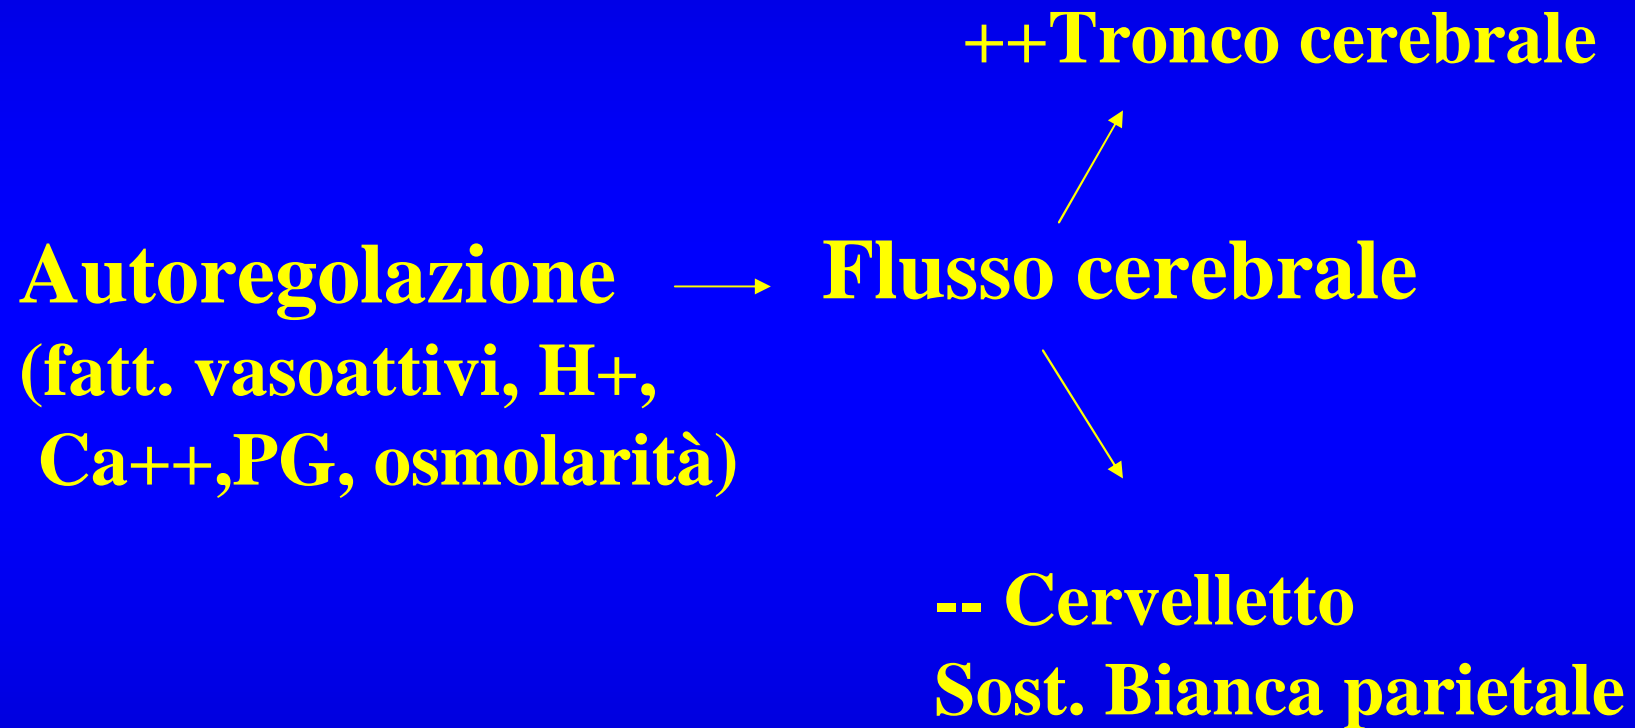 ++Tronco cerebrale
Autoregolazione
Flusso cerebrale
(fatt. vasoattivi, H+,
Ca++,PG, osmolarità)
-- Cervelletto
Sost. Bianca parietale